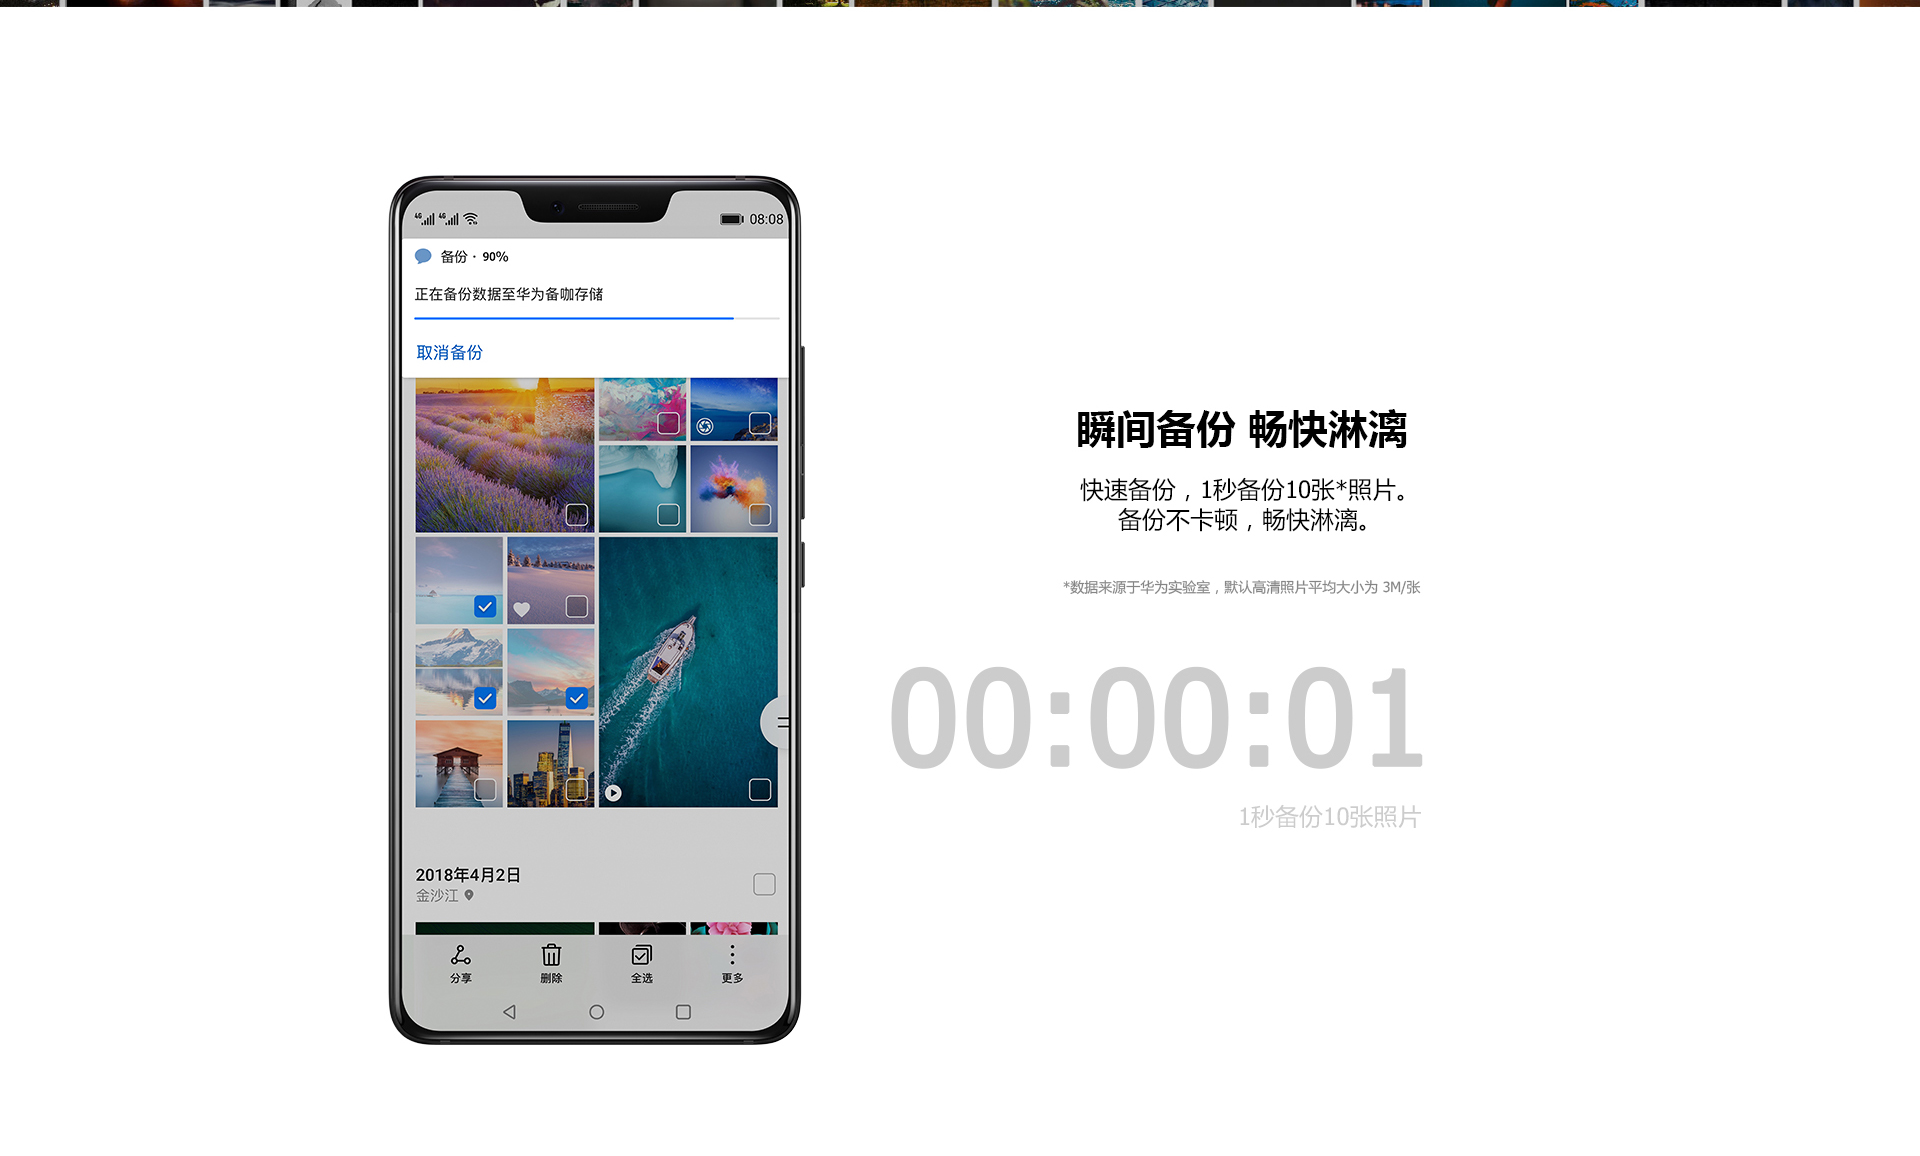 4G 4G 08:08
备份 · 90%
正在备份数据至华为备咖存储
取消备份
2018年4月2日
金沙江
分享 删除 全选 更多
瞬间备份 畅快淋漓
快速备份，1秒备份10张*照片。
备份不卡顿，畅快淋漓。
*数据来源于华为实验室，默认高清照片平均大小为 3M/张
00:00:01
1秒备份10张照片